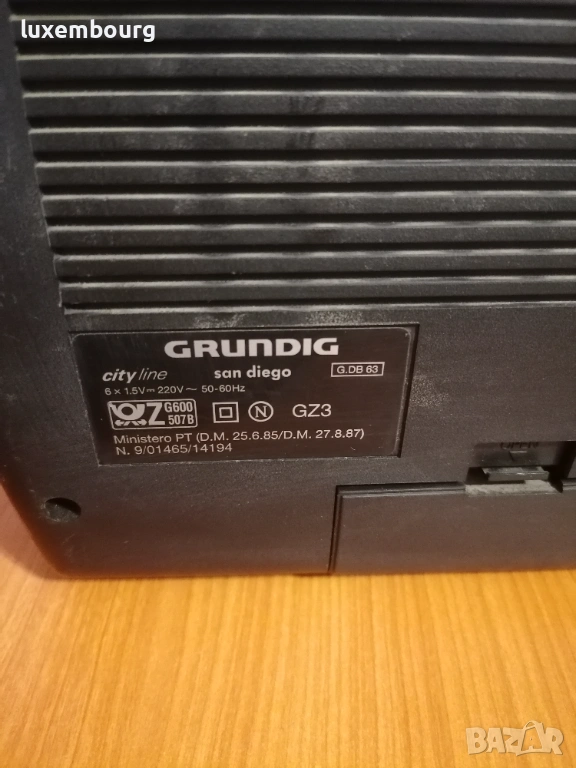 luxembourg
GRUNDIG
city line san diego G.DB 63
6 x 1.5V⎓ 220V ~ 50-60Hz
Z G600 507B N GZ3
Ministero PT (D.M. 25.6.85/D.M. 27.8.87)
N. 9/01465/14194
BAZAR